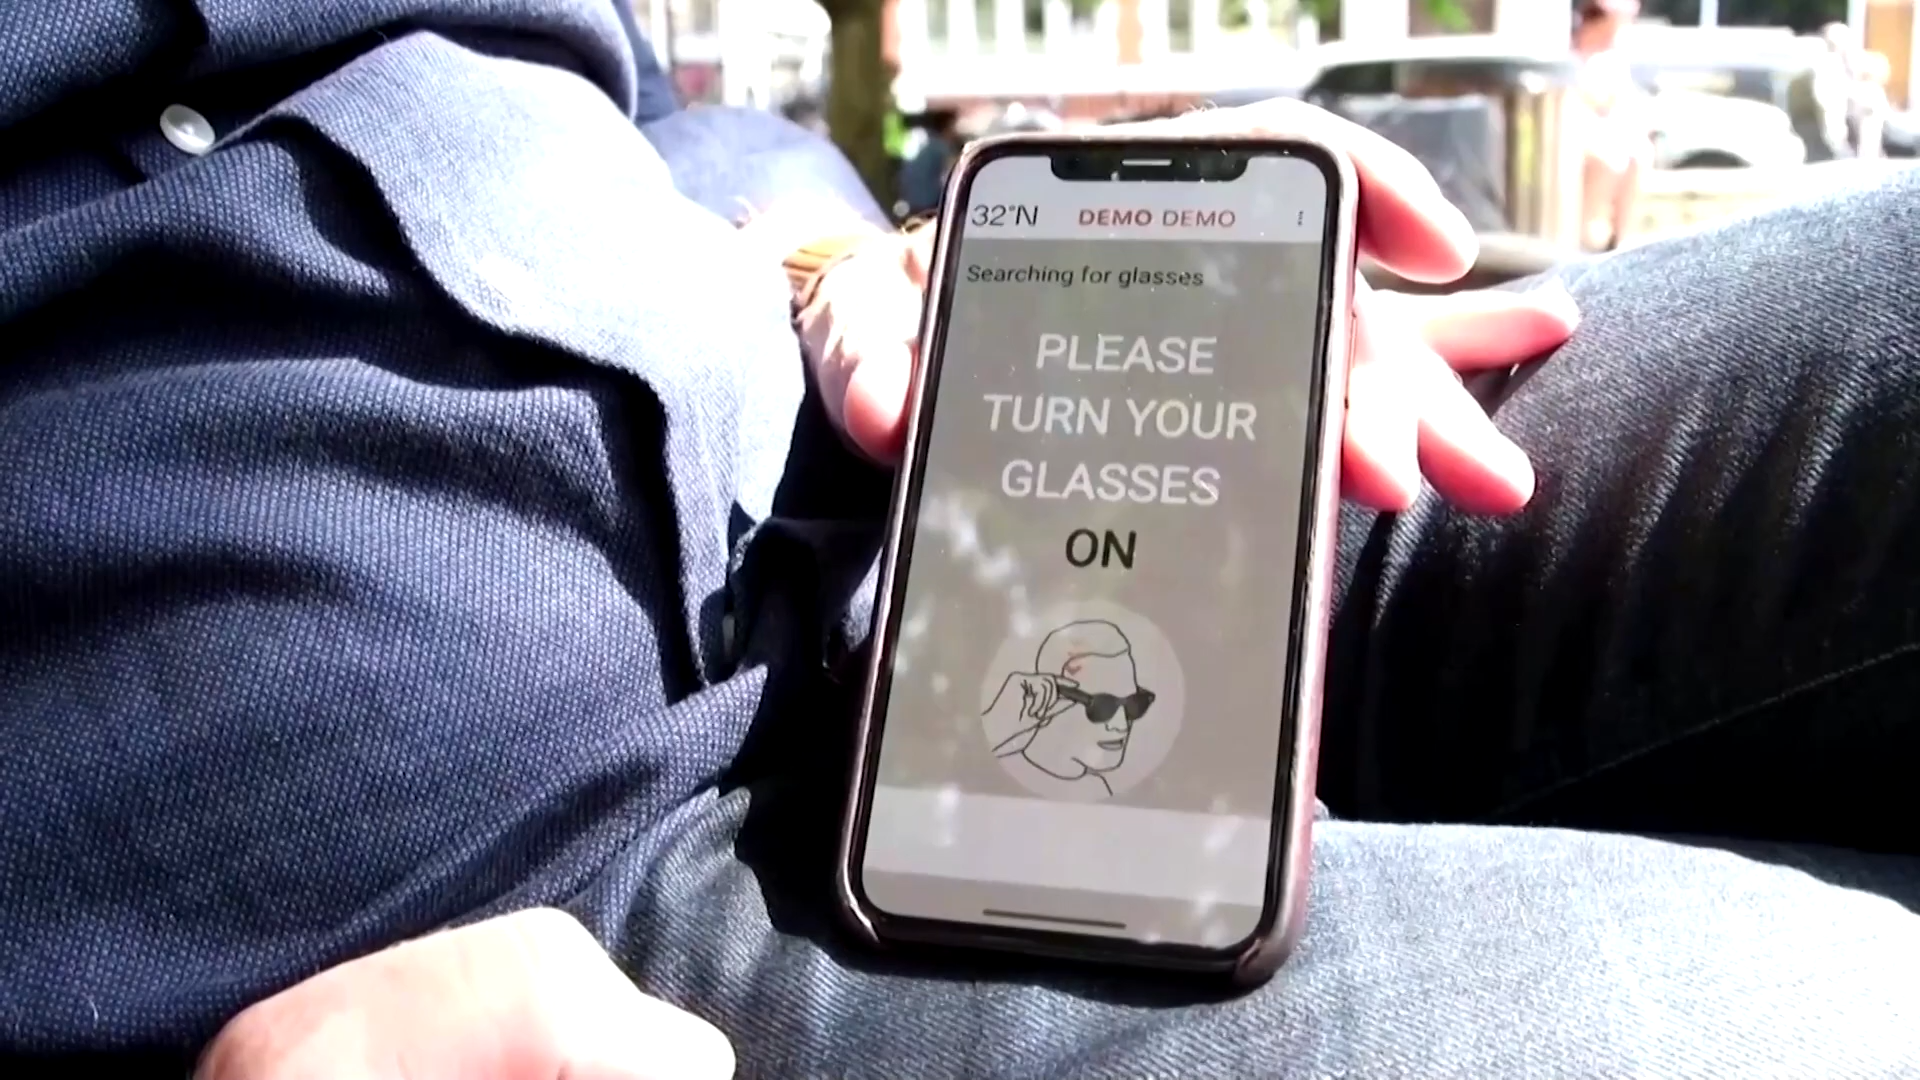 32°N DEMO DEMO
Searching for glasses
PLEASE
TURN YOUR
GLASSES
ON